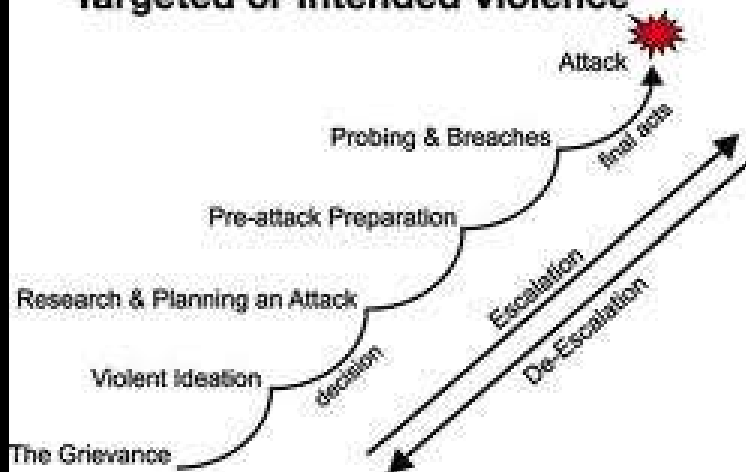 Targeted or Intended Violence
Attack
final acts
Probing & Breaches
Pre-attack Preparation
Escalation
De-Escalation
Research & Planning an Attack
decision
Violent Ideation
The Grievance